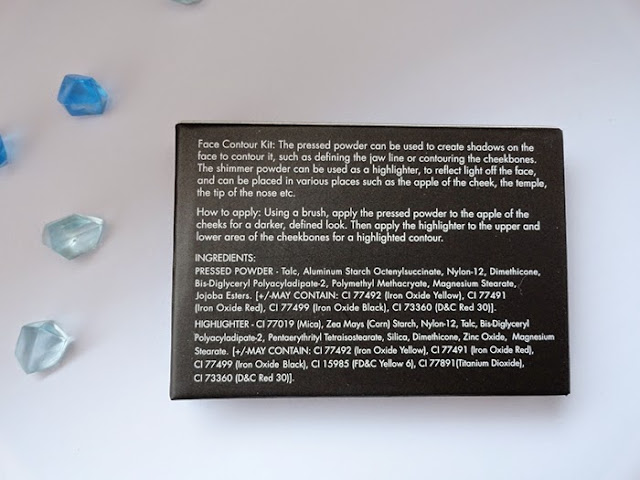 Face Contour Kit: The pressed powder can be used to create shadows on the
face to contour it, such as defining the jaw line or contouring the cheekbones.
The shimmer powder can be used as a highlighter, to reflect light off the face,
and can be placed in various places such as the apple of the cheek, the temple,
the tip of the nose etc.
How to apply: Using a brush, apply the pressed powder to the apple of the
cheeks for a darker, defined look. Then apply the highlighter to the upper and
lower area of the cheekbones for a highlighted contour.
INGREDIENTS:
PRESSED POWDER - Talc, Aluminum Starch Octenylsuccinate, Nylon-12, Dimethicone,
Bis-Diglyceryl Polyacyladipate-2, Polymethyl Methacryate, Magnesium Stearate,
Jojoba Esters. [+/-MAY CONTAIN: CI 77492 (Iron Oxide Yellow), CI 77491
(Iron Oxide Red), CI 77499 (Iron Oxide Black), CI 73360 (D&C Red 30)].
HIGHLIGHTER - CI 77019 (Mica), Zea Mays (Corn) Starch, Nylon-12, Talc, Bis-Diglyceryl
Polyacyladipate-2, Pentaerythrityl Tetraisostearate, Silica, Dimethicone, Zinc Oxide, Magnesium
Stearate. [+/-MAY CONTAIN: CI 77492 (Iron Oxide Yellow), CI 77491 (Iron Oxide Red),
CI 77499 (Iron Oxide Black), CI 15985 (FD&C Yellow 6), CI 77891(Titanium Dioxide),
CI 73360 (D&C Red 30)].